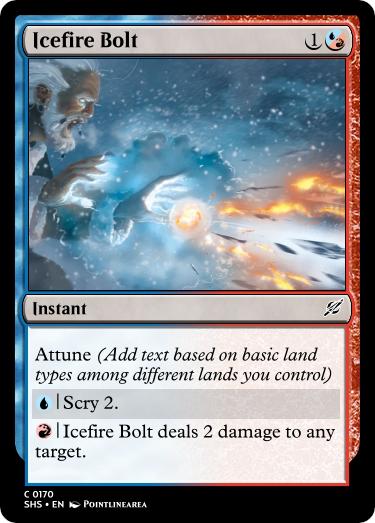 Icefire Bolt 1
Instant
Attune (Add text based on basic land
types among different lands you control)
Scry 2.
Icefire Bolt deals 2 damage to any
target.
C 0170
SHS • EN POINTLINEAREA